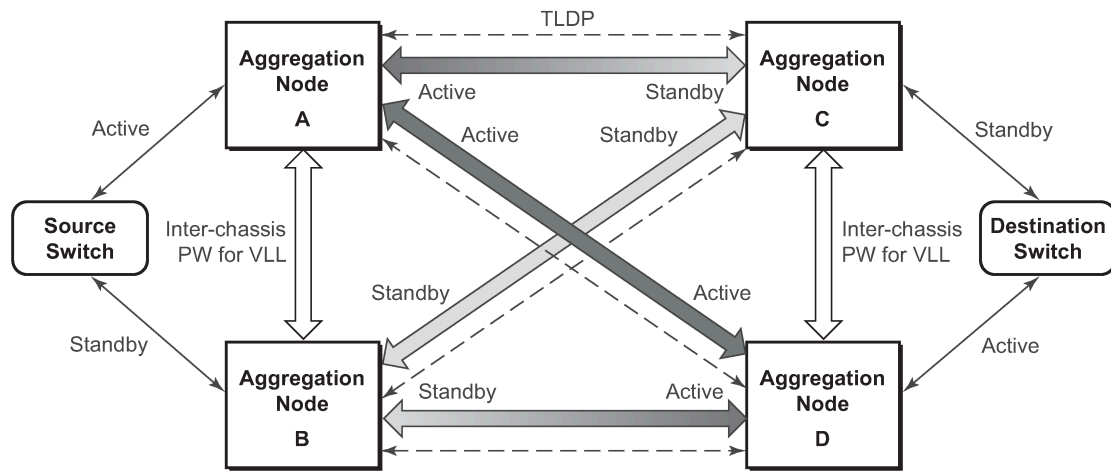 TLDP
Aggregation
Node
A
Aggregation
Node
C
Active
Standby
Active
Standby
Active
Standby
Source
Switch
Inter-chassis
PW for VLL
Inter-chassis
PW for VLL
Destination
Switch
Standby
Active
Standby
Active
Aggregation
Node
B
Standby
Active
Aggregation
Node
D